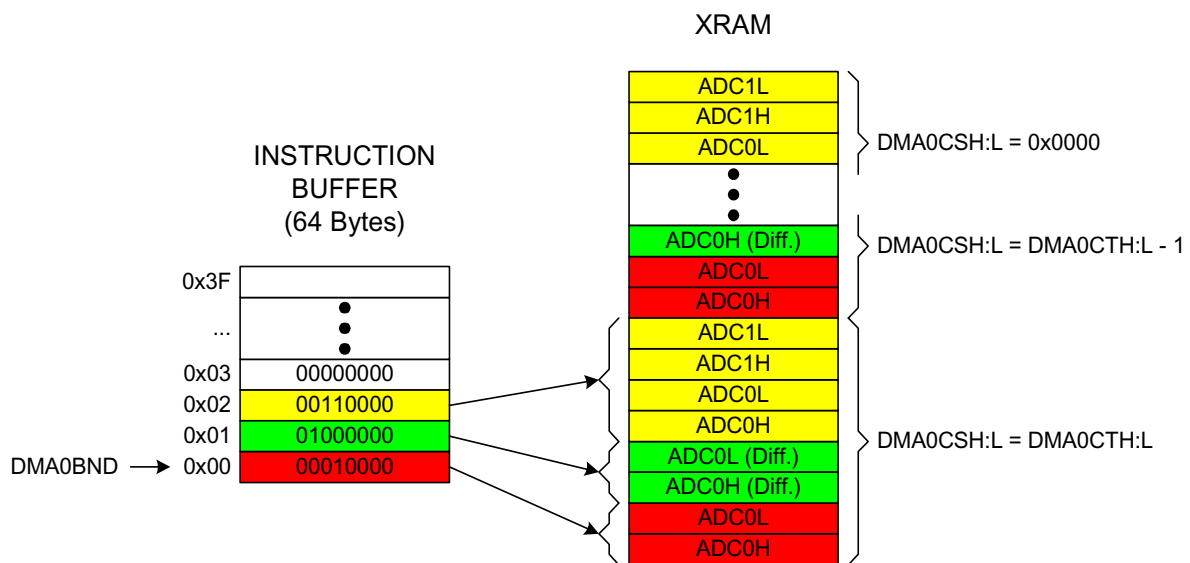 XRAM
ADC1L
ADC1H
ADC0L
DMA0CSH:L = 0x0000
ADC0H (Diff.)
DMA0CSH:L = DMA0CTH:L - 1
ADC0L
ADC0H
ADC1L
ADC1H
ADC0L
ADC0H
ADC0L (Diff.)
ADC0H (Diff.)
ADC0L
ADC0H
DMA0CSH:L = DMA0CTH:L
INSTRUCTION
BUFFER
(64 Bytes)
0x3F
...
0x03 00000000
0x02 00110000
0x01 01000000
DMA0BND 0x00 00010000